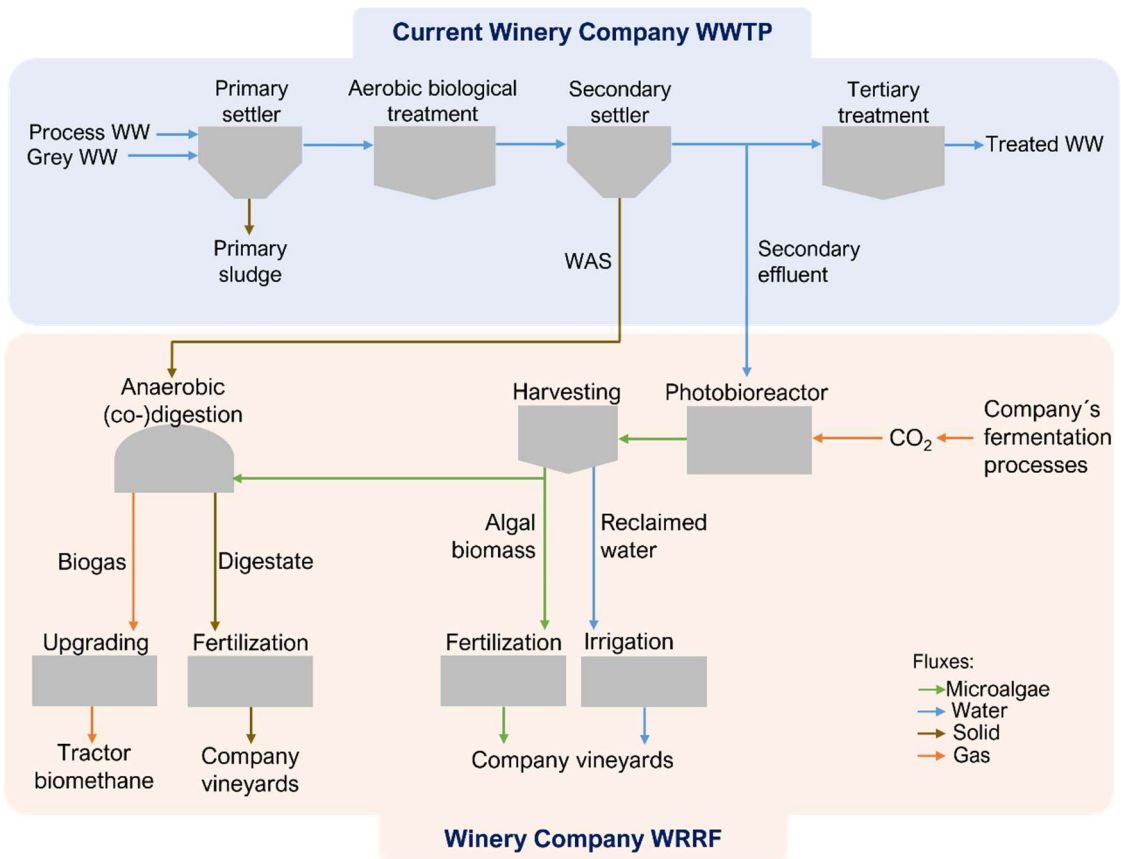 Current Winery Company WWTP
Primary
settler
Aerobic biological
treatment
Secondary
settler
Tertiary
treatment
Process WW
Grey WW
Treated WW
Primary
sludge
WAS
Secondary
effluent
Anaerobic
(co-)digestion
Harvesting
Photobioreactor
CO₂
Company´s
fermentation
processes
Biogas
Digestate
Algal
biomass
Reclaimed
water
Upgrading
Fertilization
Fertilization
Irrigation
Tractor
biomethane
Company
vineyards
Company vineyards
Fluxes:
Microalgae
Water
Solid
Gas
Winery Company WRRF